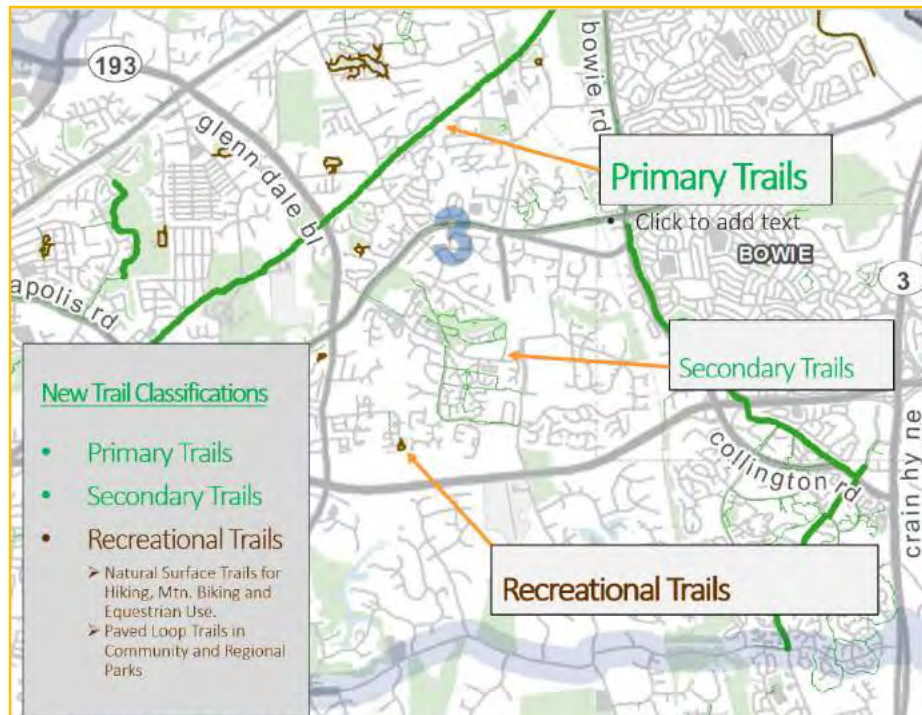 193
glenn dale bl
bowie rd
Primary Trails
3
Click to add text
BOWIE
3
apolis rd
Secondary Trails
New Trail Classifications
• Primary Trails
• Secondary Trails
• Recreational Trails
➤ Natural Surface Trails for
Hiking, Mtn. Biking and
Equestrian Use.
➤ Paved Loop Trails in
Community and Regional
Parks
collington rd
crain hy ne
Recreational Trails